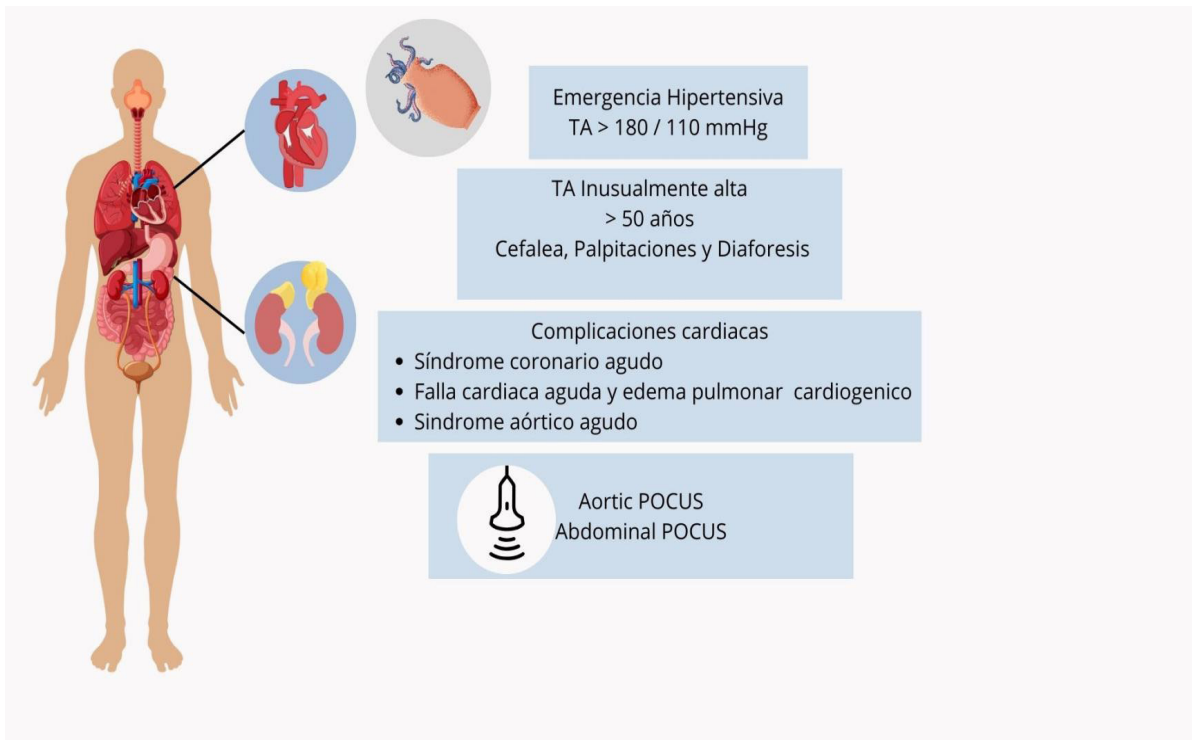 Emergencia Hipertensiva
TA > 180 / 110 mmHg
TA Inusualmente alta
> 50 años
Cefalea, Palpitaciones y Diaforesis
Complicaciones cardiacas
• Síndrome coronario agudo
• Falla cardiaca aguda y edema pulmonar cardiogenico
• Sindrome aórtico agudo
Aortic POCUS
Abdominal POCUS